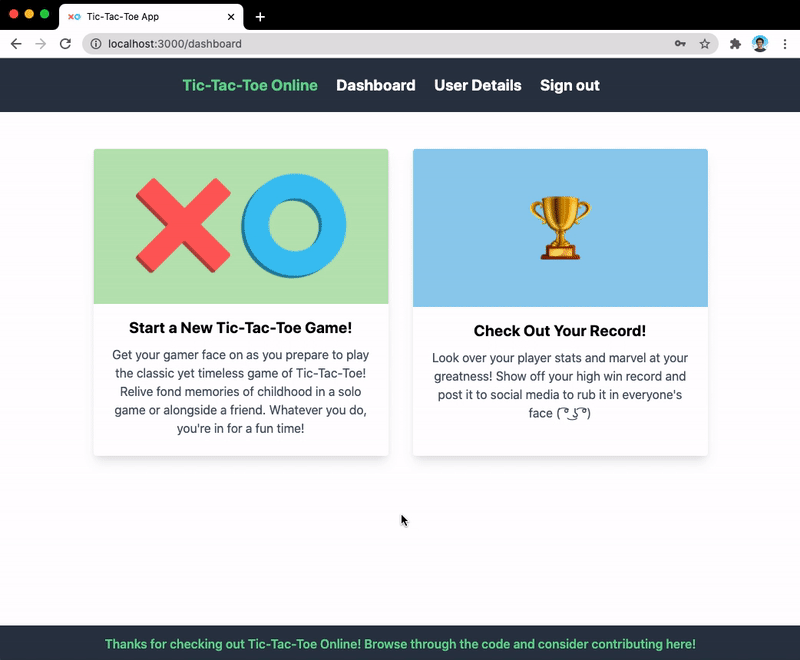 Tic-Tac-Toe App
localhost:3000/dashboard
Tic-Tac-Toe Online Dashboard User Details Sign out
XO
Start a New Tic-Tac-Toe Game!
Get your gamer face on as you prepare to play
the classic yet timeless game of Tic-Tac-Toe!
Relive fond memories of childhood in a solo
game or alongside a friend. Whatever you do,
you're in for a fun time!
Check Out Your Record!
Look over your player stats and marvel at your
greatness! Show off your high win record and
post it to social media to rub it in everyone's
face ( ͡° ͜ʖ ͡°)
Thanks for checking out Tic-Tac-Toe Online! Browse through the code and consider contributing here!